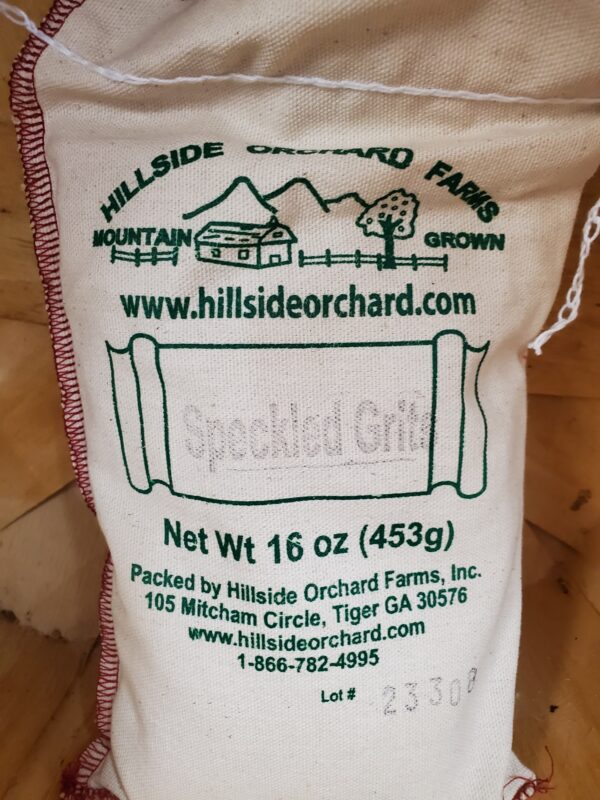 HILLSIDE ORCHARD FARMS
MOUNTAIN GROWN
www.hillsideorchard.com
Speckled Grits
Net Wt 16 oz (453g)
Packed by Hillside Orchard Farms, Inc.
105 Mitcham Circle, Tiger GA 30576
www.hillsideorchard.com
1-866-782-4995
Lot #